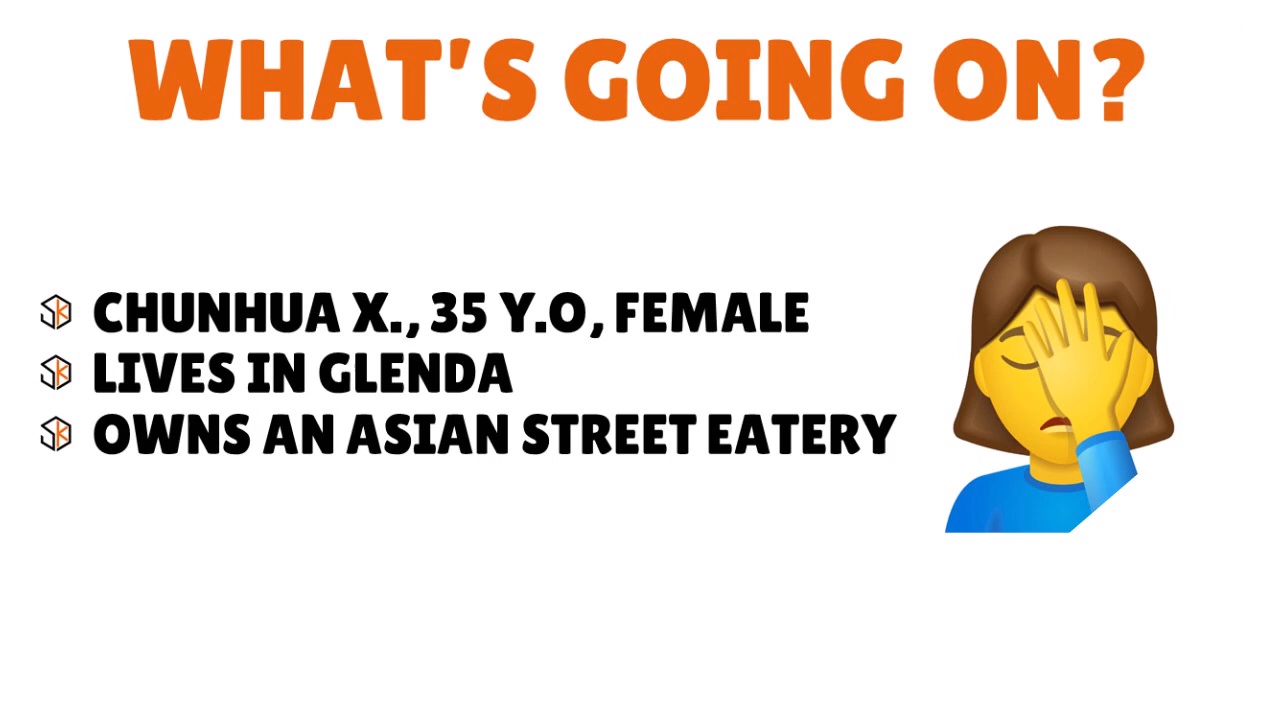 WHAT'S GOING ON?
CHUNHUA X., 35 Y.O, FEMALE
LIVES IN GLENDA
OWNS AN ASIAN STREET EATERY